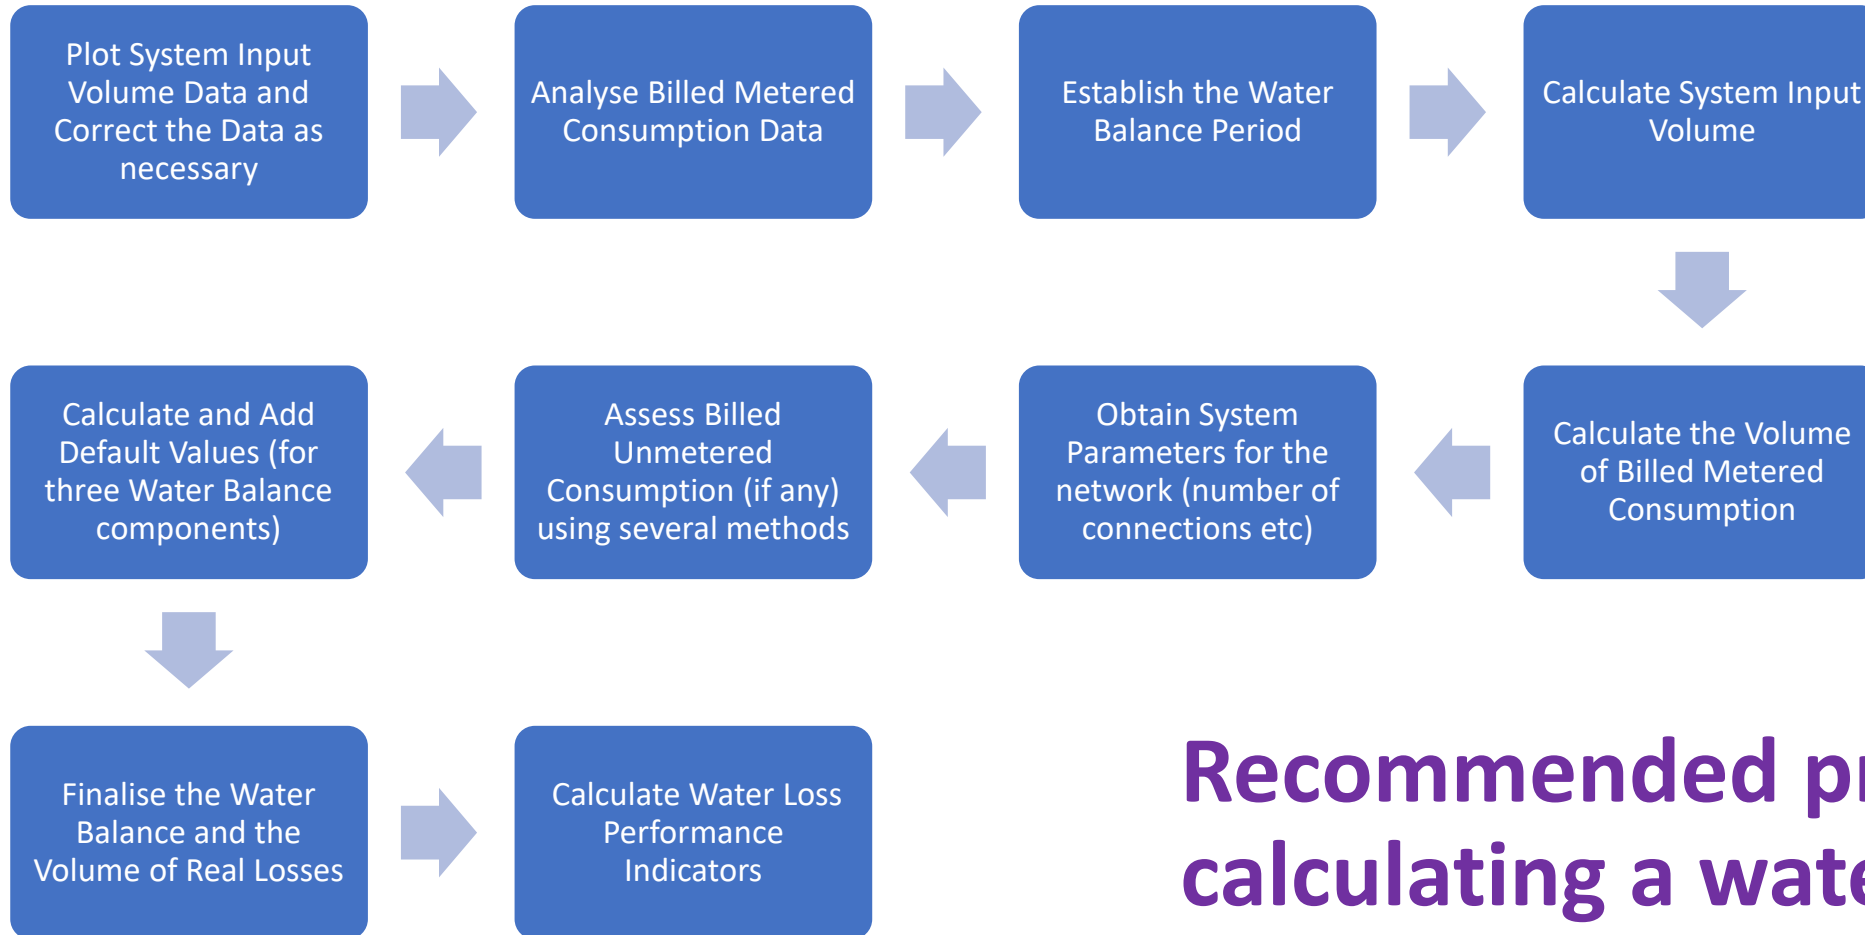 Plot System Input
Volume Data and
Correct the Data as
necessary
Analyse Billed Metered
Consumption Data
Establish the Water
Balance Period
Calculate System Input
Volume
Calculate the Volume
of Billed Metered
Consumption
Obtain System
Parameters for the
network (number of
connections etc)
Assess Billed
Unmetered
Consumption (if any)
using several methods
Calculate and Add
Default Values (for
three Water Balance
components)
Finalise the Water
Balance and the
Volume of Real Losses
Calculate Water Loss
Performance
Indicators
Recommended
calculating a